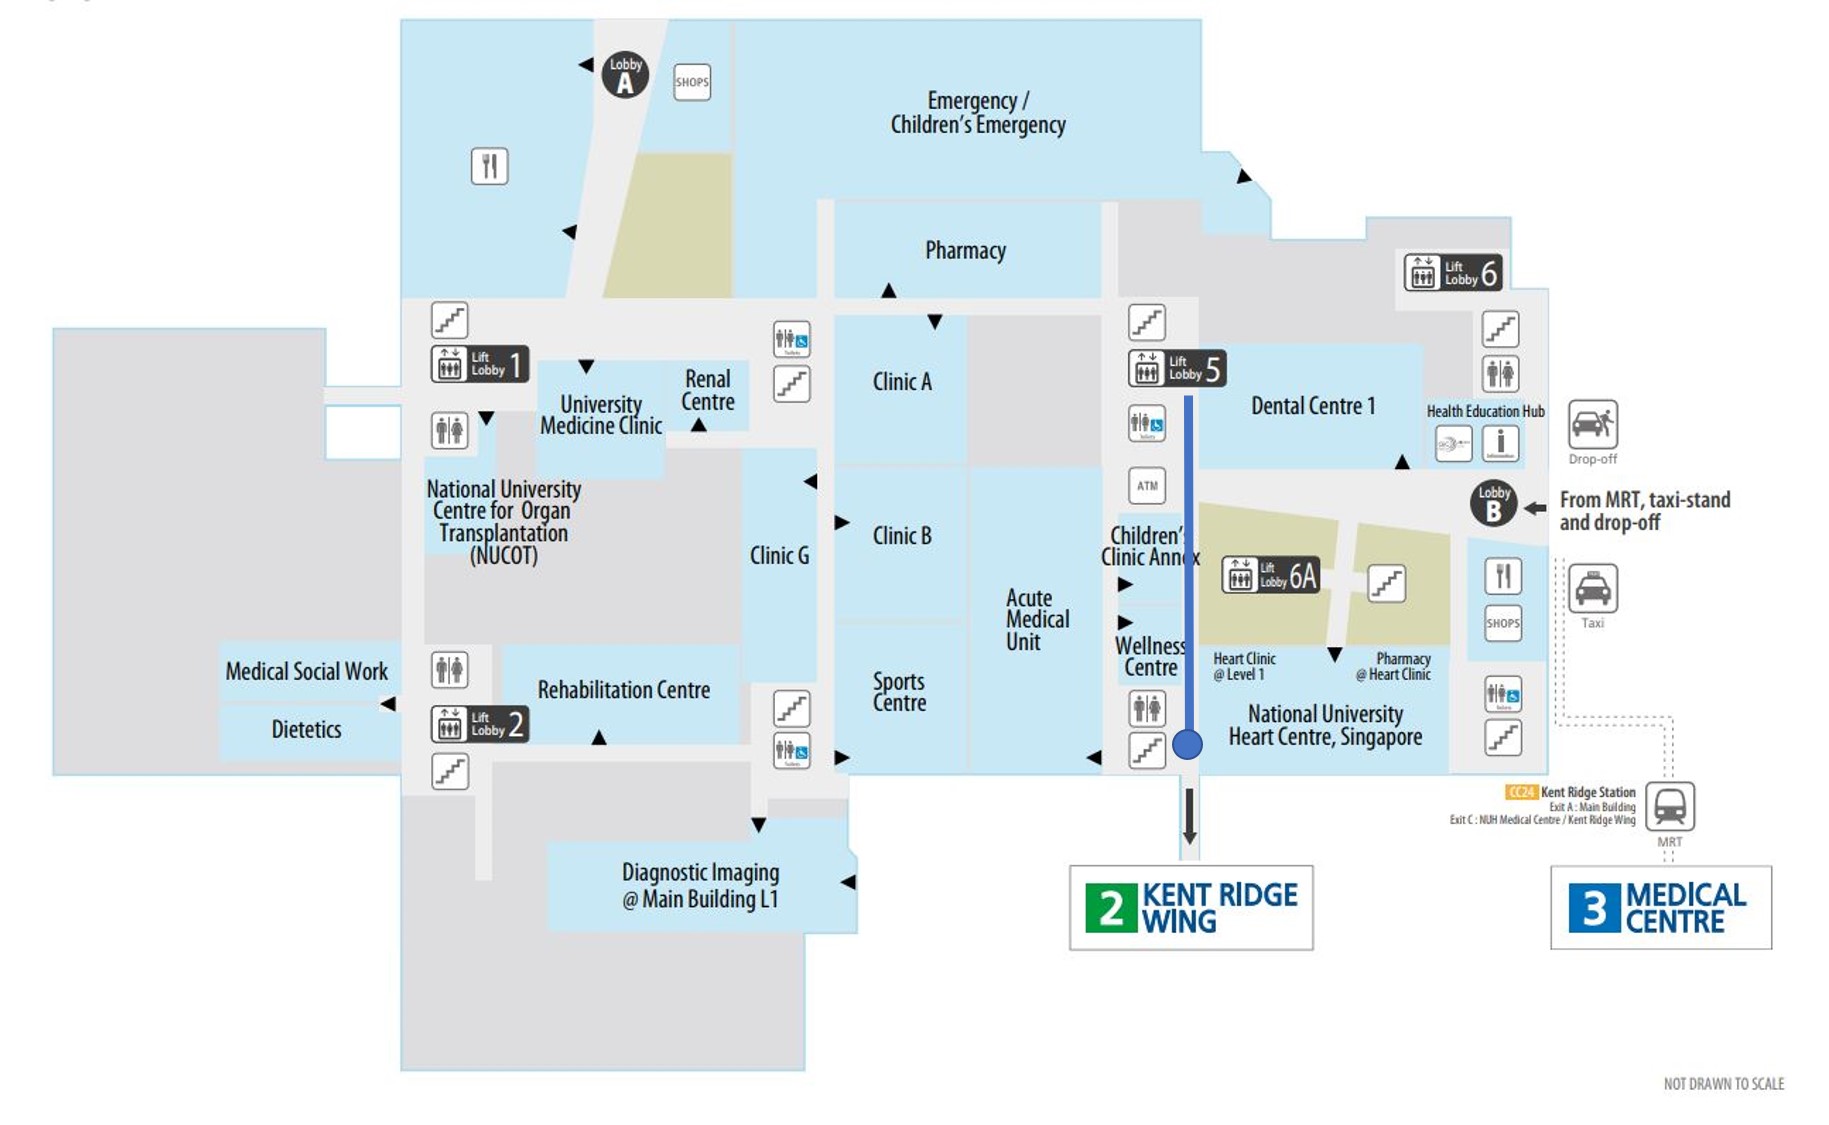 Lobby
A
SHOPS
Emergency /
Children's Emergency
Pharmacy
Lift
Lobby 6
Lift
Lobby 1
Toilets
Lift
Lobby 5
University
Medicine Clinic
Renal
Centre
Clinic A
Toilets
Dental Centre 1
Health Education Hub
Information
Drop-off
National University
Centre for Organ
Transplantation
(NUCOT)
Clinic G
Clinic B
ATM
Lobby
B
From MRT, taxi-stand
and drop-off
Children's
Clinic Annex
Lift
Lobby 6A
Taxi
SHOPS
Acute
Medical
Unit
Wellness
Centre
Heart Clinic
@ Level 1
Pharmacy
@ Heart Clinic
Medical Social Work
Dietetics
Rehabilitation Centre
Lift
Lobby 2
Sports
Centre
Toilets
National University
Heart Centre, Singapore
Toilets
CC24 Kent Ridge Station
Exit A : Main Building
Exit C : NUH Medical Centre / Kent Ridge Wing
MRT
Diagnostic Imaging
@ Main Building L1
2 KENT RIDGE
WING
3 MEDICAL
CENTRE
NOT DRAWN TO SCALE